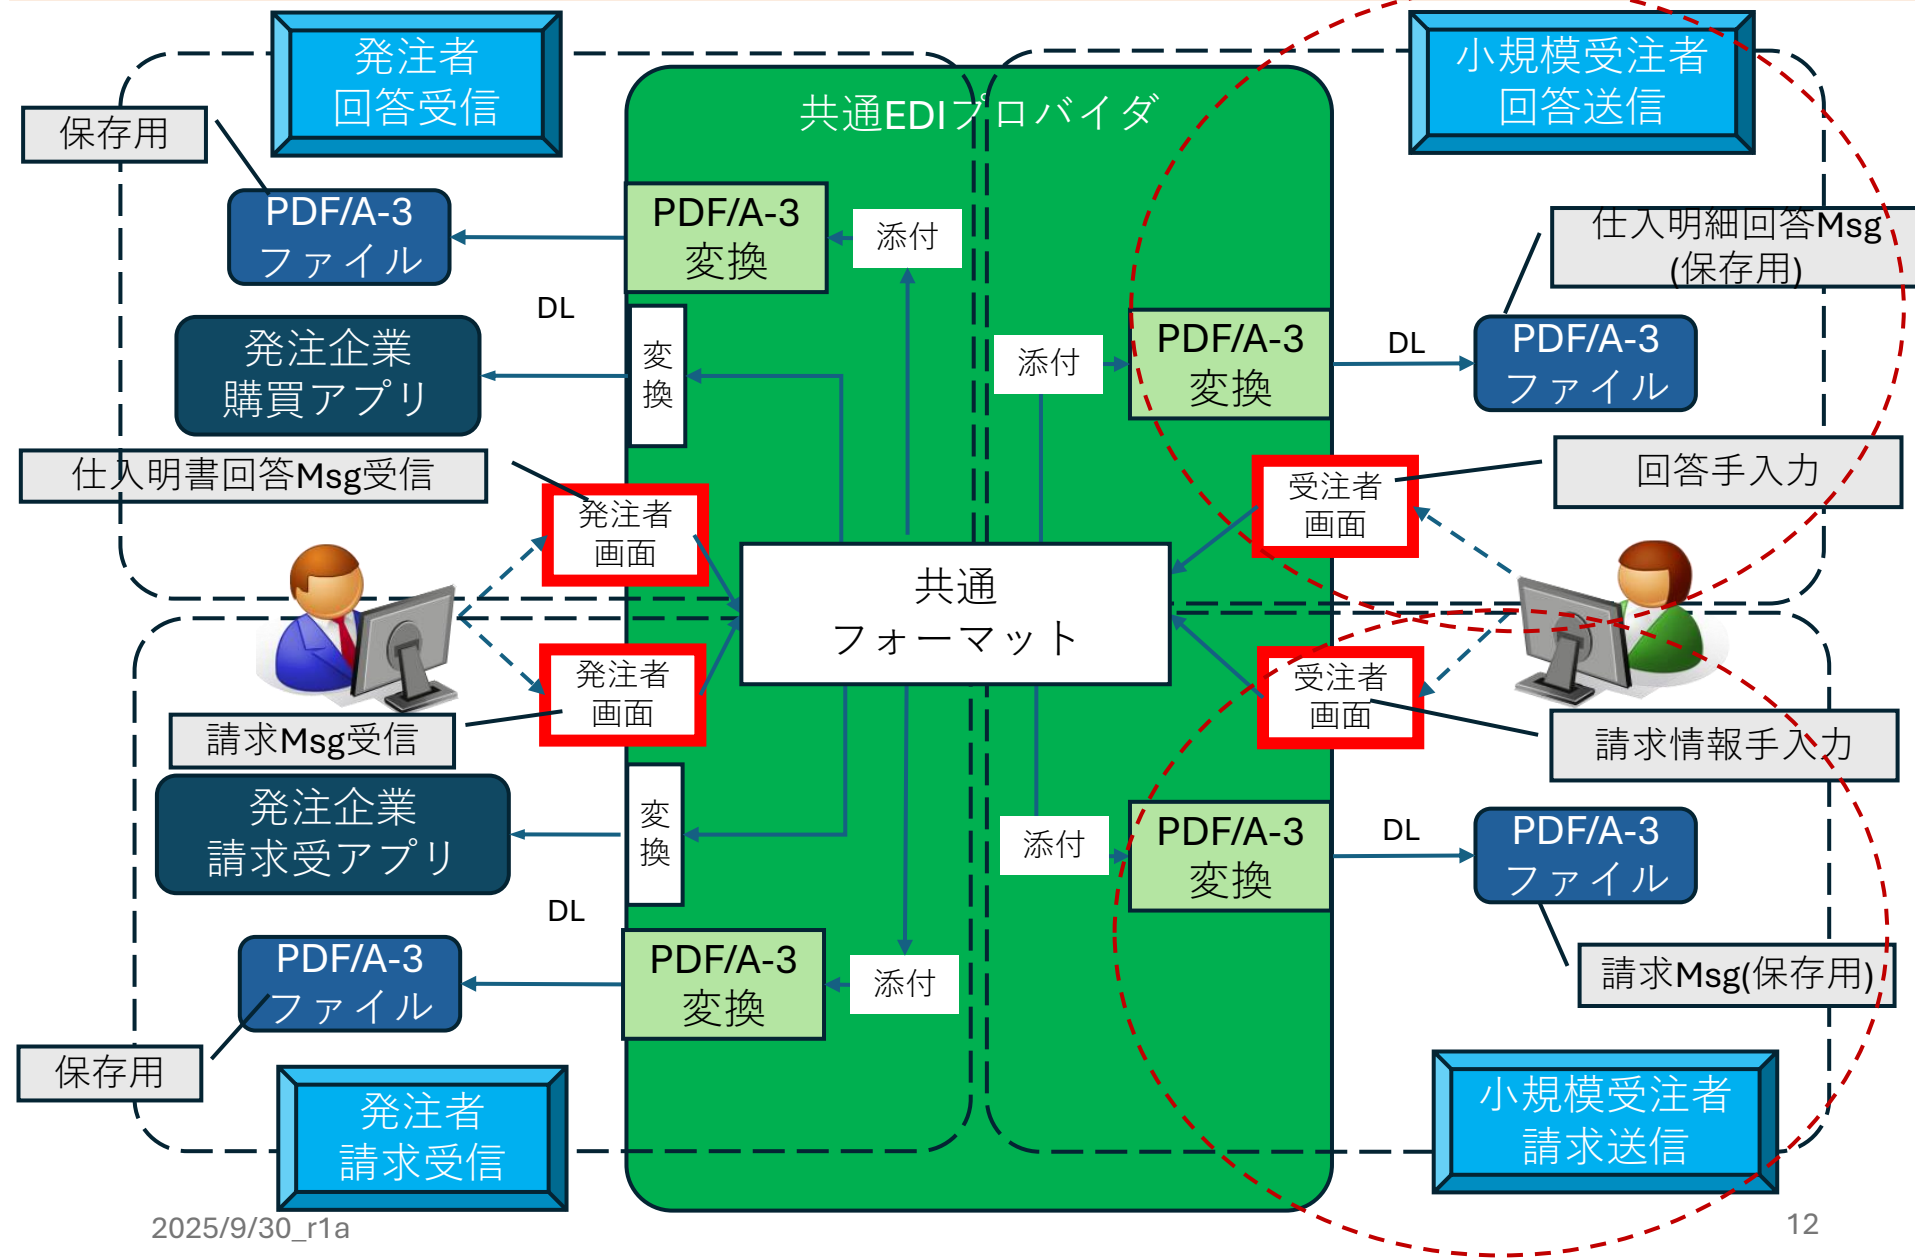 発注者
回答受信
小規模受注者
回答送信
共通EDIプロバイダ
保存用
PDF/A-3
ファイル
PDF/A-3
変換
添付
仕入明細回答Msg
(保存用)
DL
発注企業
購買アプリ
変
換
添付
PDF/A-3
変換
DL
PDF/A-3
ファイル
仕入明書回答Msg受信
発注者
画面
受注者
画面
回答手入力
共通
フォーマット
発注者
画面
受注者
画面
請求Msg受信
請求情報手入力
発注企業
請求受アプリ
変
換
添付
PDF/A-3
変換
DL
PDF/A-3
ファイル
DL
PDF/A-3
ファイル
PDF/A-3
変換
添付
請求Msg(保存用)
保存用
発注者
請求受信
小規模受注者
請求送信
2025/9/30_r1a
12